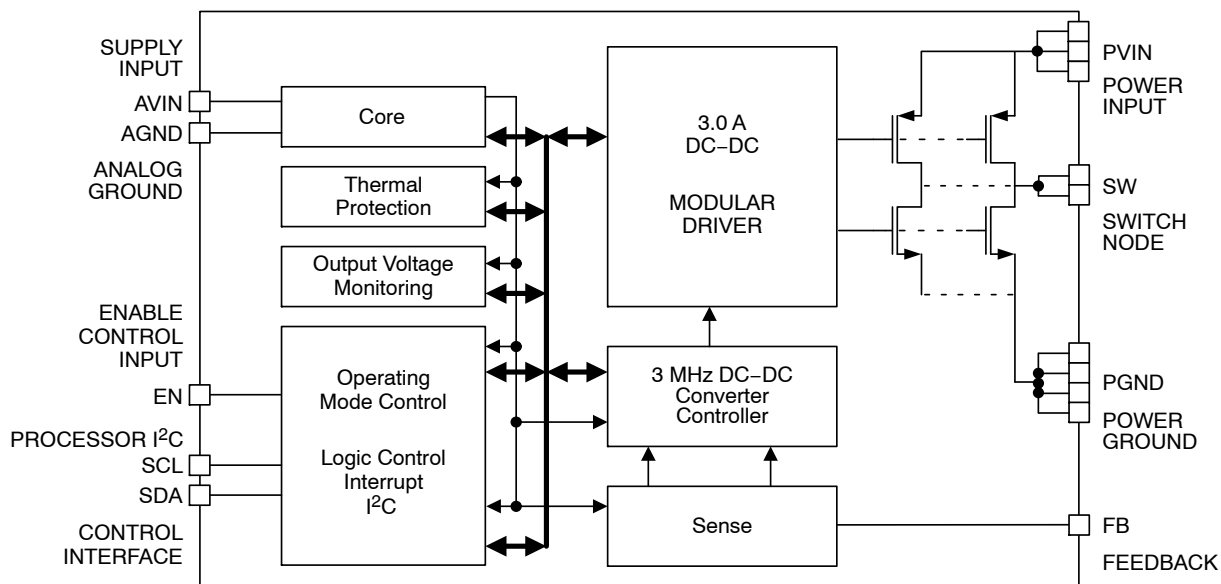 SUPPLY
INPUT
AVIN
AGND
ANALOG
GROUND
ENABLE
CONTROL
INPUT
EN
PROCESSOR I²C
SCL
SDA
CONTROL
INTERFACE
Core
Thermal
Protection
Output Voltage
Monitoring
Operating
Mode Control
Logic Control
Interrupt
I²C
3.0 A
DC−DC
MODULAR
DRIVER
3 MHz DC−DC
Converter
Controller
Sense
PVIN
POWER
INPUT
SW
SWITCH
NODE
PGND
POWER
GROUND
FB
FEEDBACK